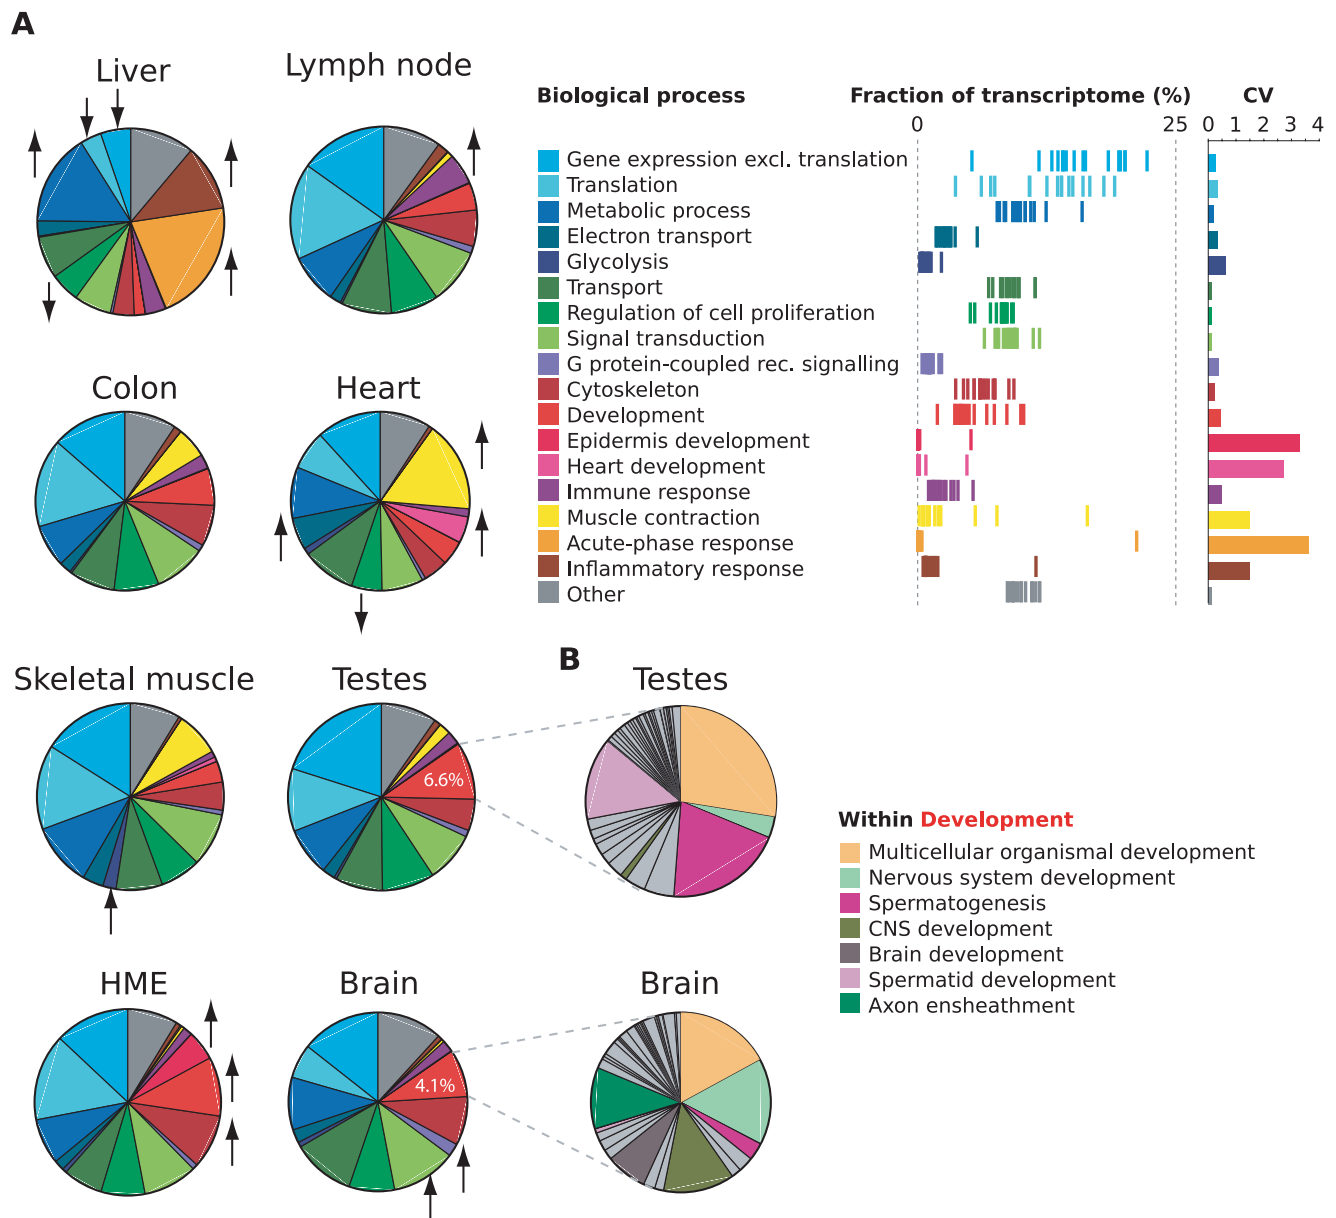 A
Liver
Lymph node
Biological process
Fraction of transcriptome (%)
CV
0
25
0 1 2 3 4
Gene expression excl. translation
Translation
Metabolic process
Electron transport
Glycolysis
Transport
Regulation of cell proliferation
Signal transduction
G protein-coupled rec. signalling
Cytoskeleton
Development
Epidermis development
Heart development
Immune response
Muscle contraction
Acute-phase response
Inflammatory response
Other
Colon
Heart
Skeletal muscle
Testes
6.6%
B
Testes
Within Development
Multicellular organismal development
Nervous system development
Spermatogenesis
CNS development
Brain development
Spermatid development
Axon ensheathment
HME
Brain
4.1%
Brain